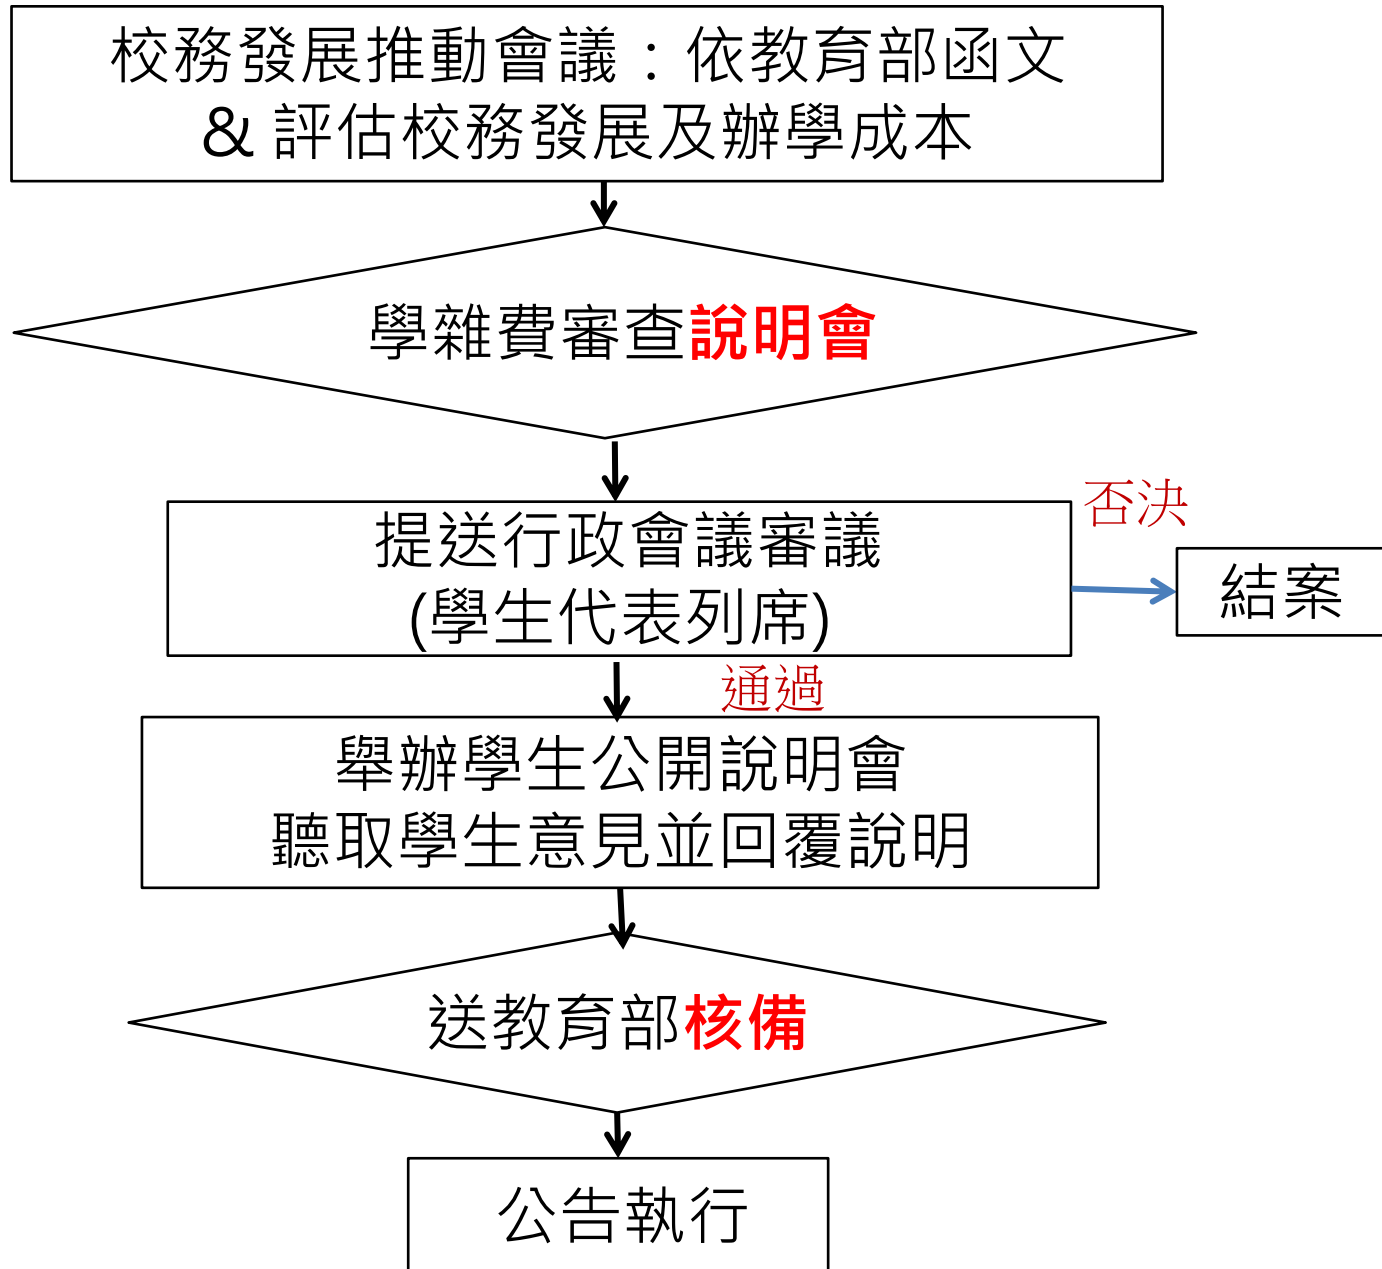 校務發展推動會議：依教育部函文
& 評估校務發展及辦學成本
學雜費審查說明會
提送行政會議審議
(學生代表列席)
否決
結案
通過
舉辦學生公開說明會
聽取學生意見並回覆說明
送教育部核備
公告執行